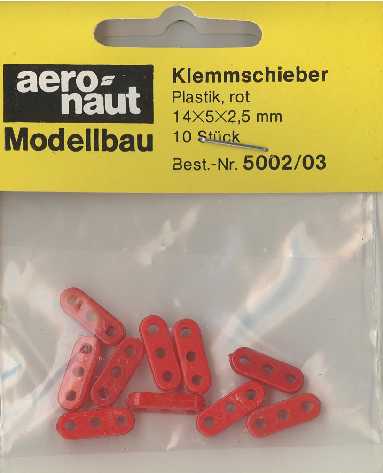 aero-
naut
Modellbau
Klemmschieber
Plastik, rot
14×5×2,5 mm
10 Stück
Best.-Nr. 5002/03